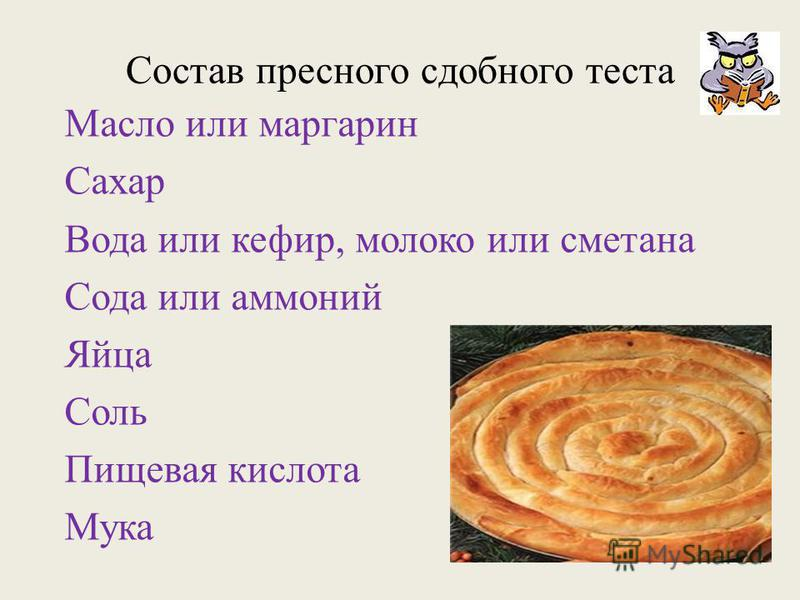 Состав пресного сдобного теста
Масло или маргарин
Сахар
Вода или кефир, молоко или сметана
Сода или аммоний
Яйца
Соль
Пищевая кислота
Мука
MyShared